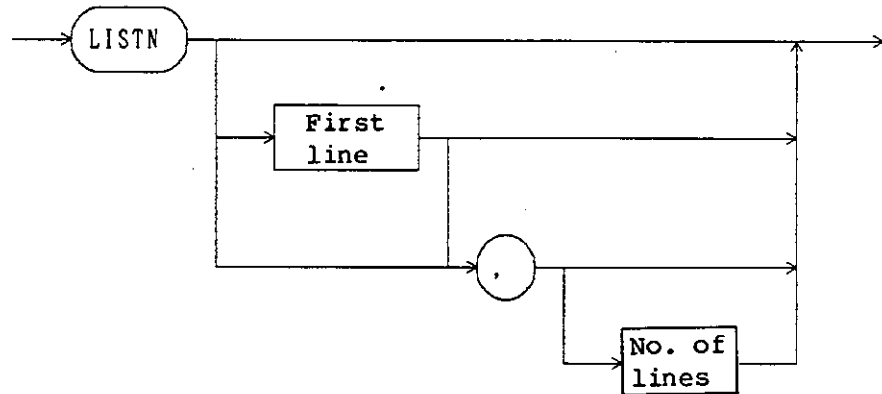 LISTN
First
line
,
No. of
lines